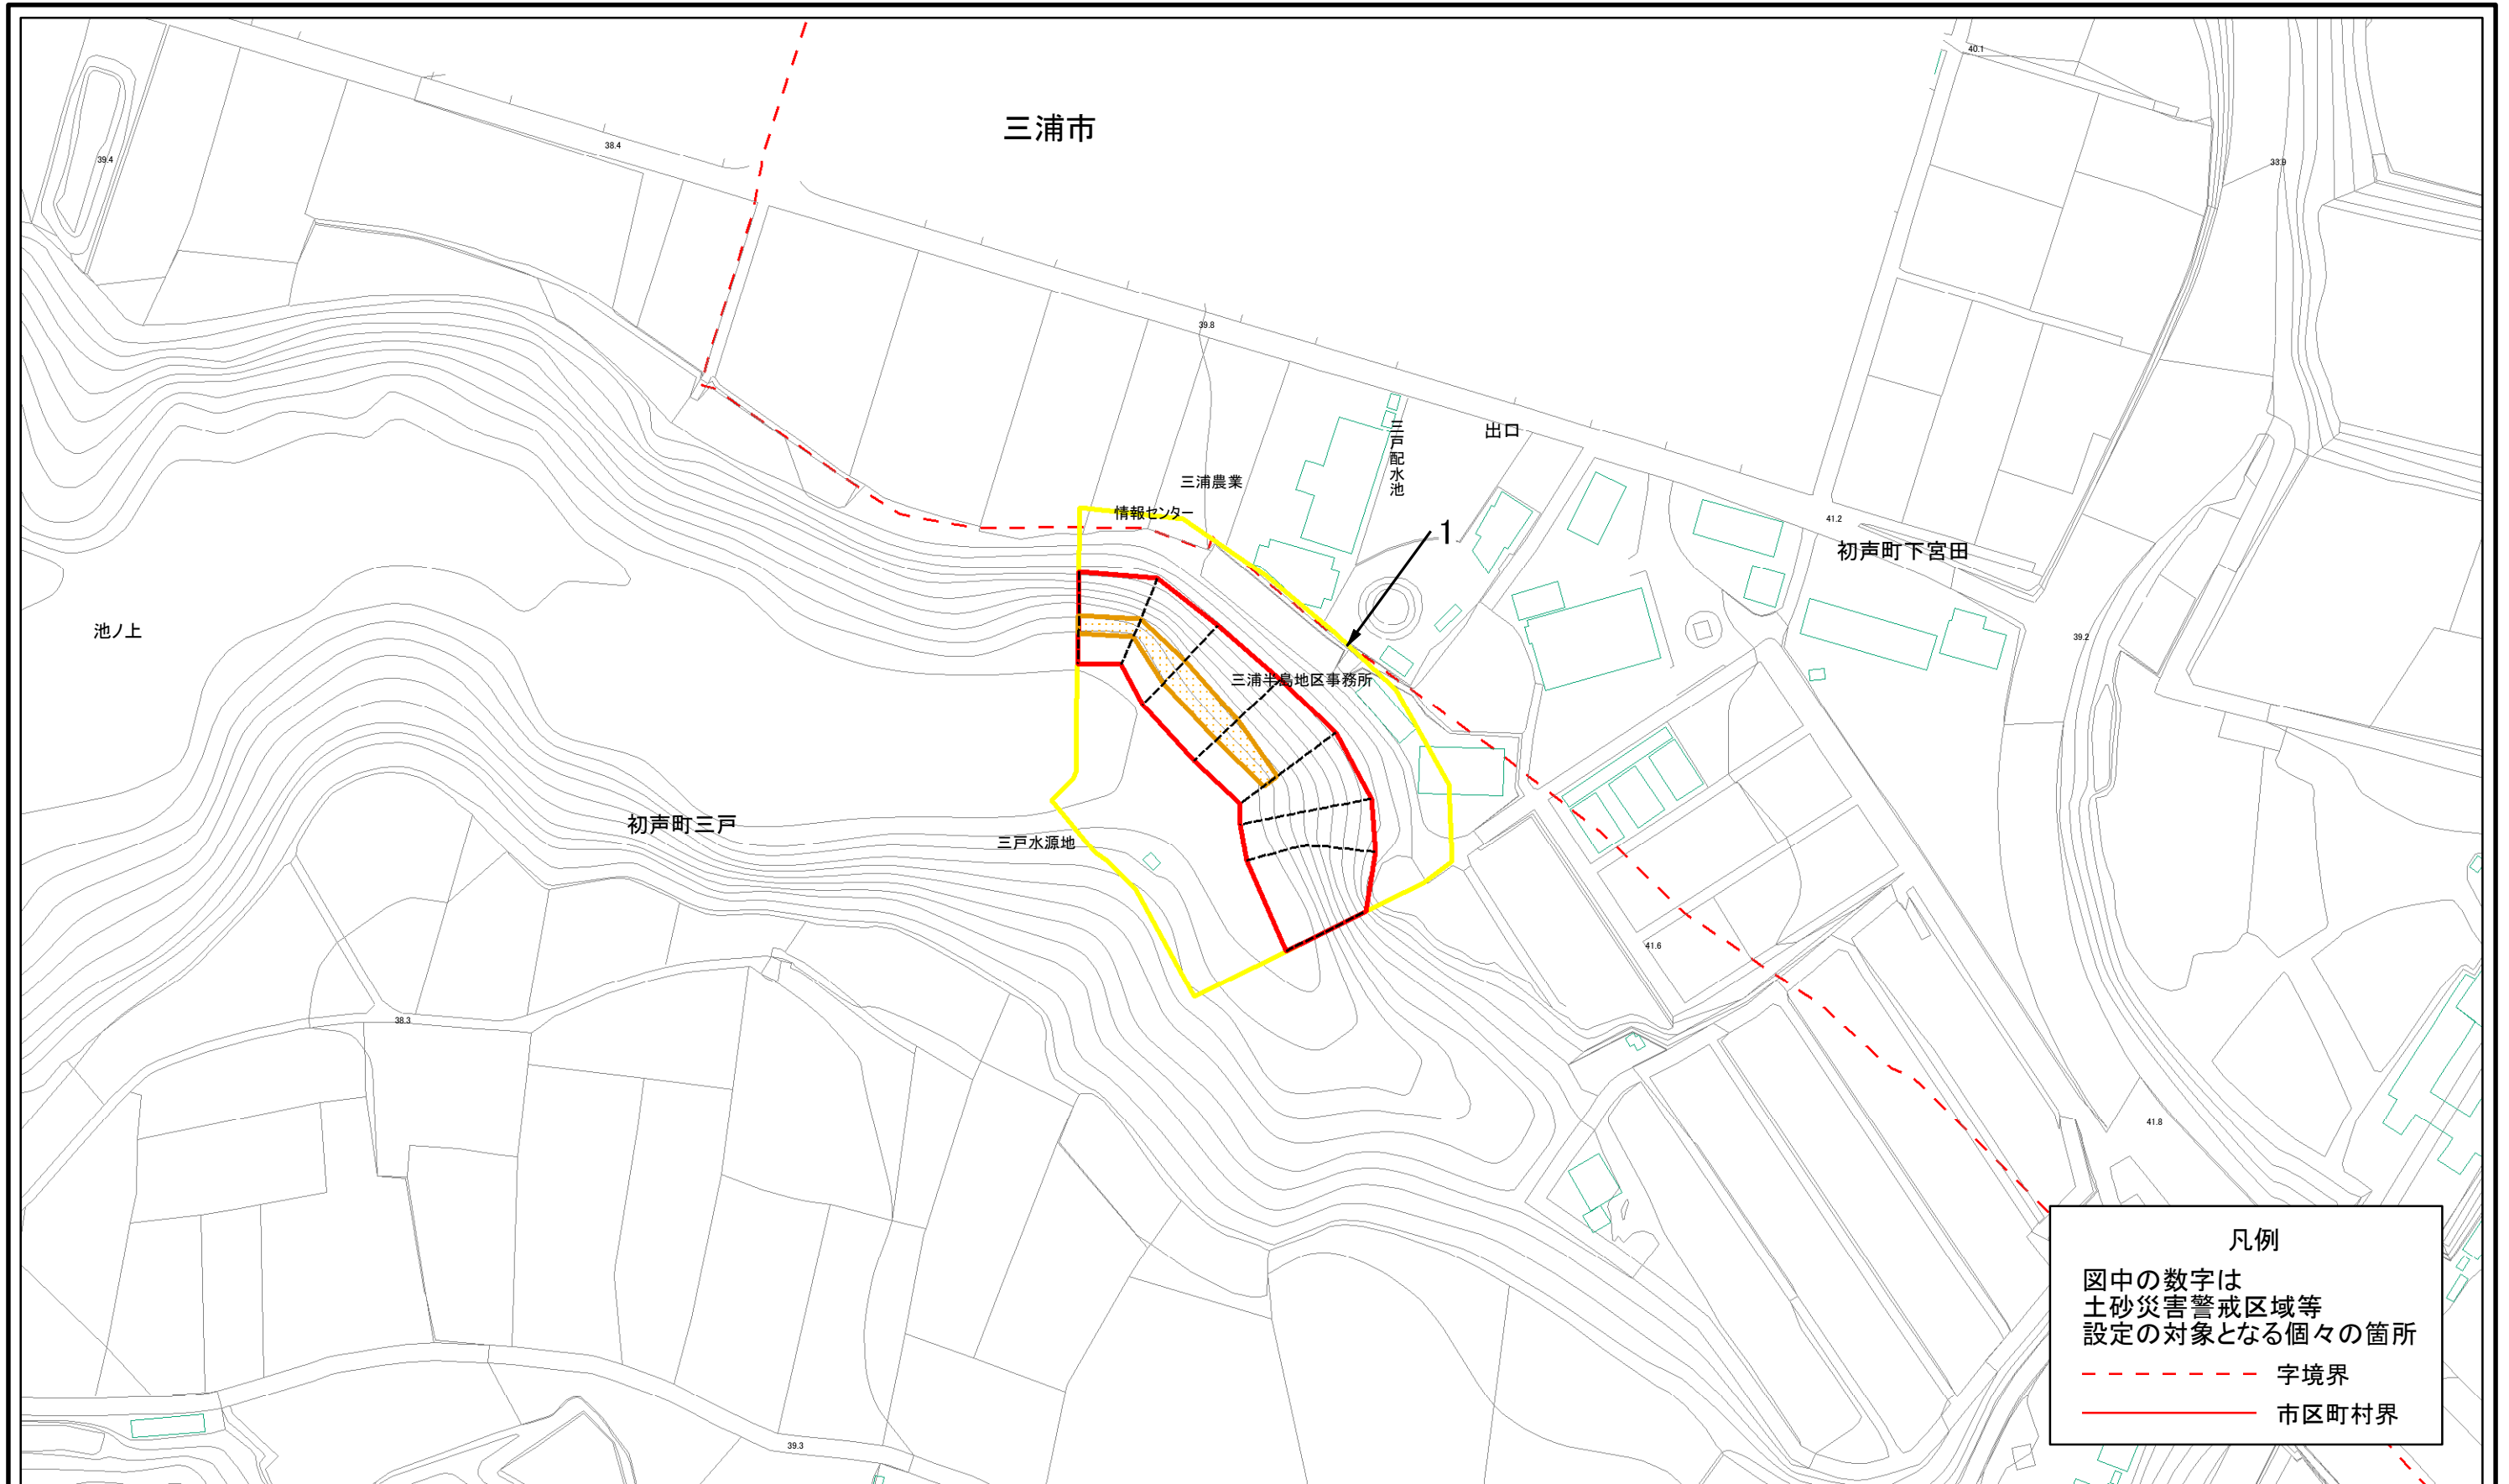 40.1
三浦市
38.4
39.4
33.9
39.8
出口
三戸配水池
三浦農業
情報センター
41.2
1
初声町下宮田
池ノ上
39.2
三浦半島地区事務所
初声町三戸
三戸水源地
41.6
38.3
41.8
凡例
図中の数字は
土砂災害警戒区域等
設定の対象となる個々の箇所
字境界
市区町村界
39.3